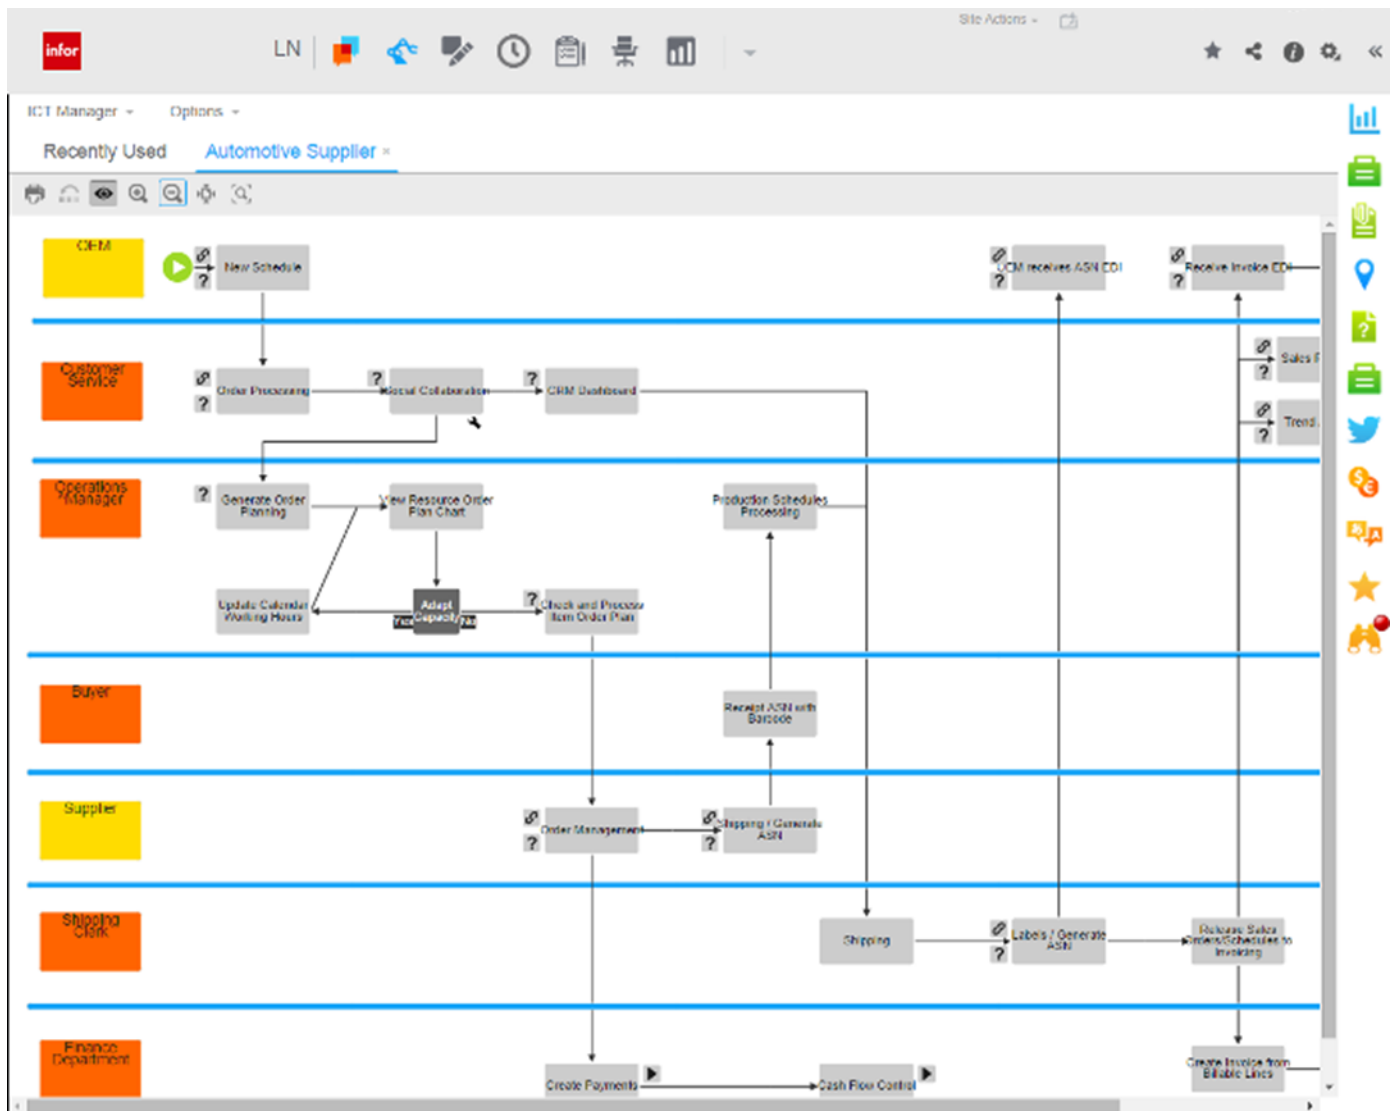 Site Actions
infor
LN
ICT Manager
Options
Recently Used
Automotive Supplier ×
OEM
New Schedule
OEM receives ASN EDI
Receive Invoice EDI
Customer
Service
Order Processing
Social Collaboration
CRM Dashboard
Sales
Trend
Operations
Manager
Generate Order
Planning
View Resource Order
Plan Chart
Production Schedules
Processing
Update Calendar
Working Hours
Adapt
Capacity
Yes
No
Check and Process
Item Order Plan
Buyer
Receipt ASN with
Barcode
Supplier
Order Management
Shipping / Generate
ASN
Shipping
Clerk
Shipping
Labels / Generate
ASN
Release Sales
Orders/Schedules to
Invoicing
Finance
Department
Create Payments
Cash Flow Control
Create Invoice from
Billable Lines